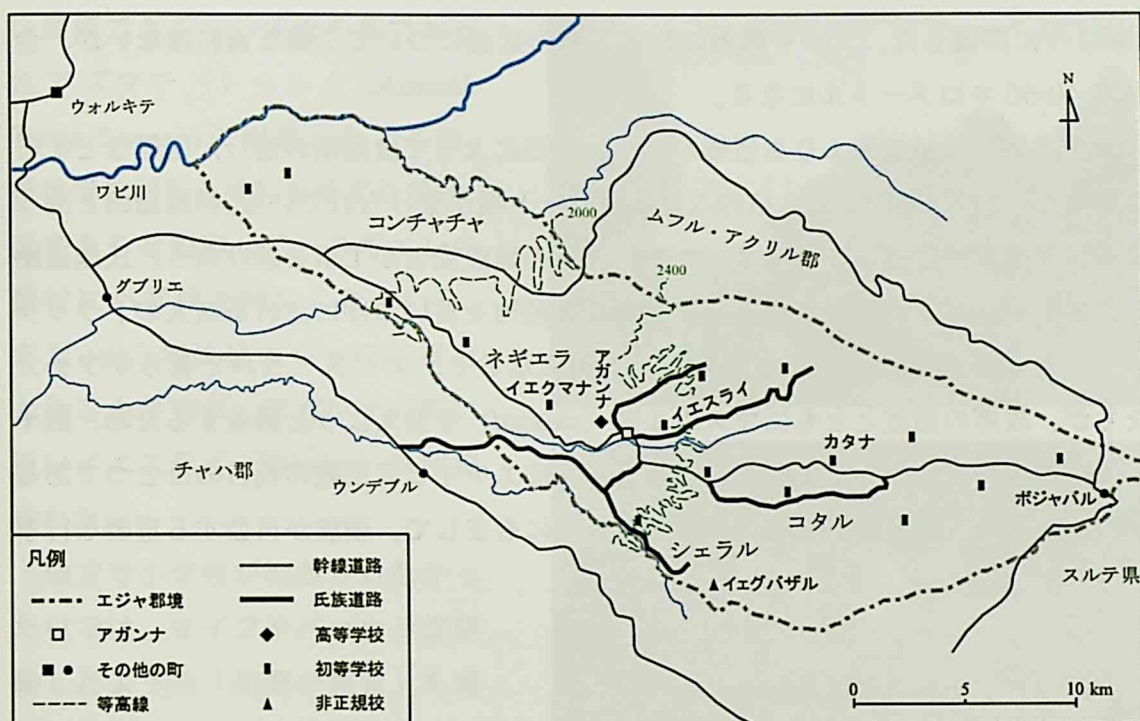 N
ウォルキテ
ワビ川
コンチャチャ
2000
ムフル・アクリル郡
2400
グブリエ
ネギエラ
アガンナ
イエクマナ
イエスライ
カタナ
チャハ郡
ウンデブル
ボジャバル
コタル
シェラル
スルテ県
イェグバザル
凡例
エジャ郡境
アガンナ
その他の町
等高線
幹線道路
氏族道路
高等学校
初等学校
非正規校
0 5 10 km